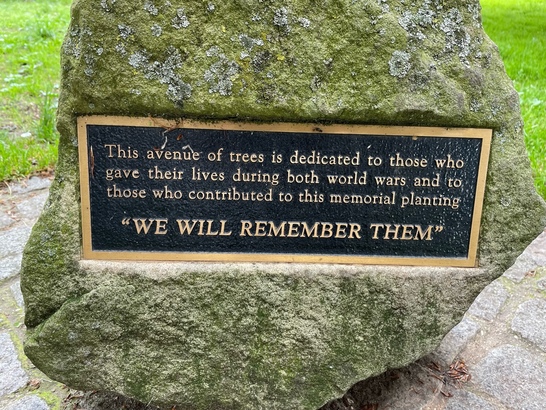 This avenue of trees is dedicated to those who
gave their lives during both world wars and to
those who contributed to this memorial planting
“WE WILL REMEMBER THEM”